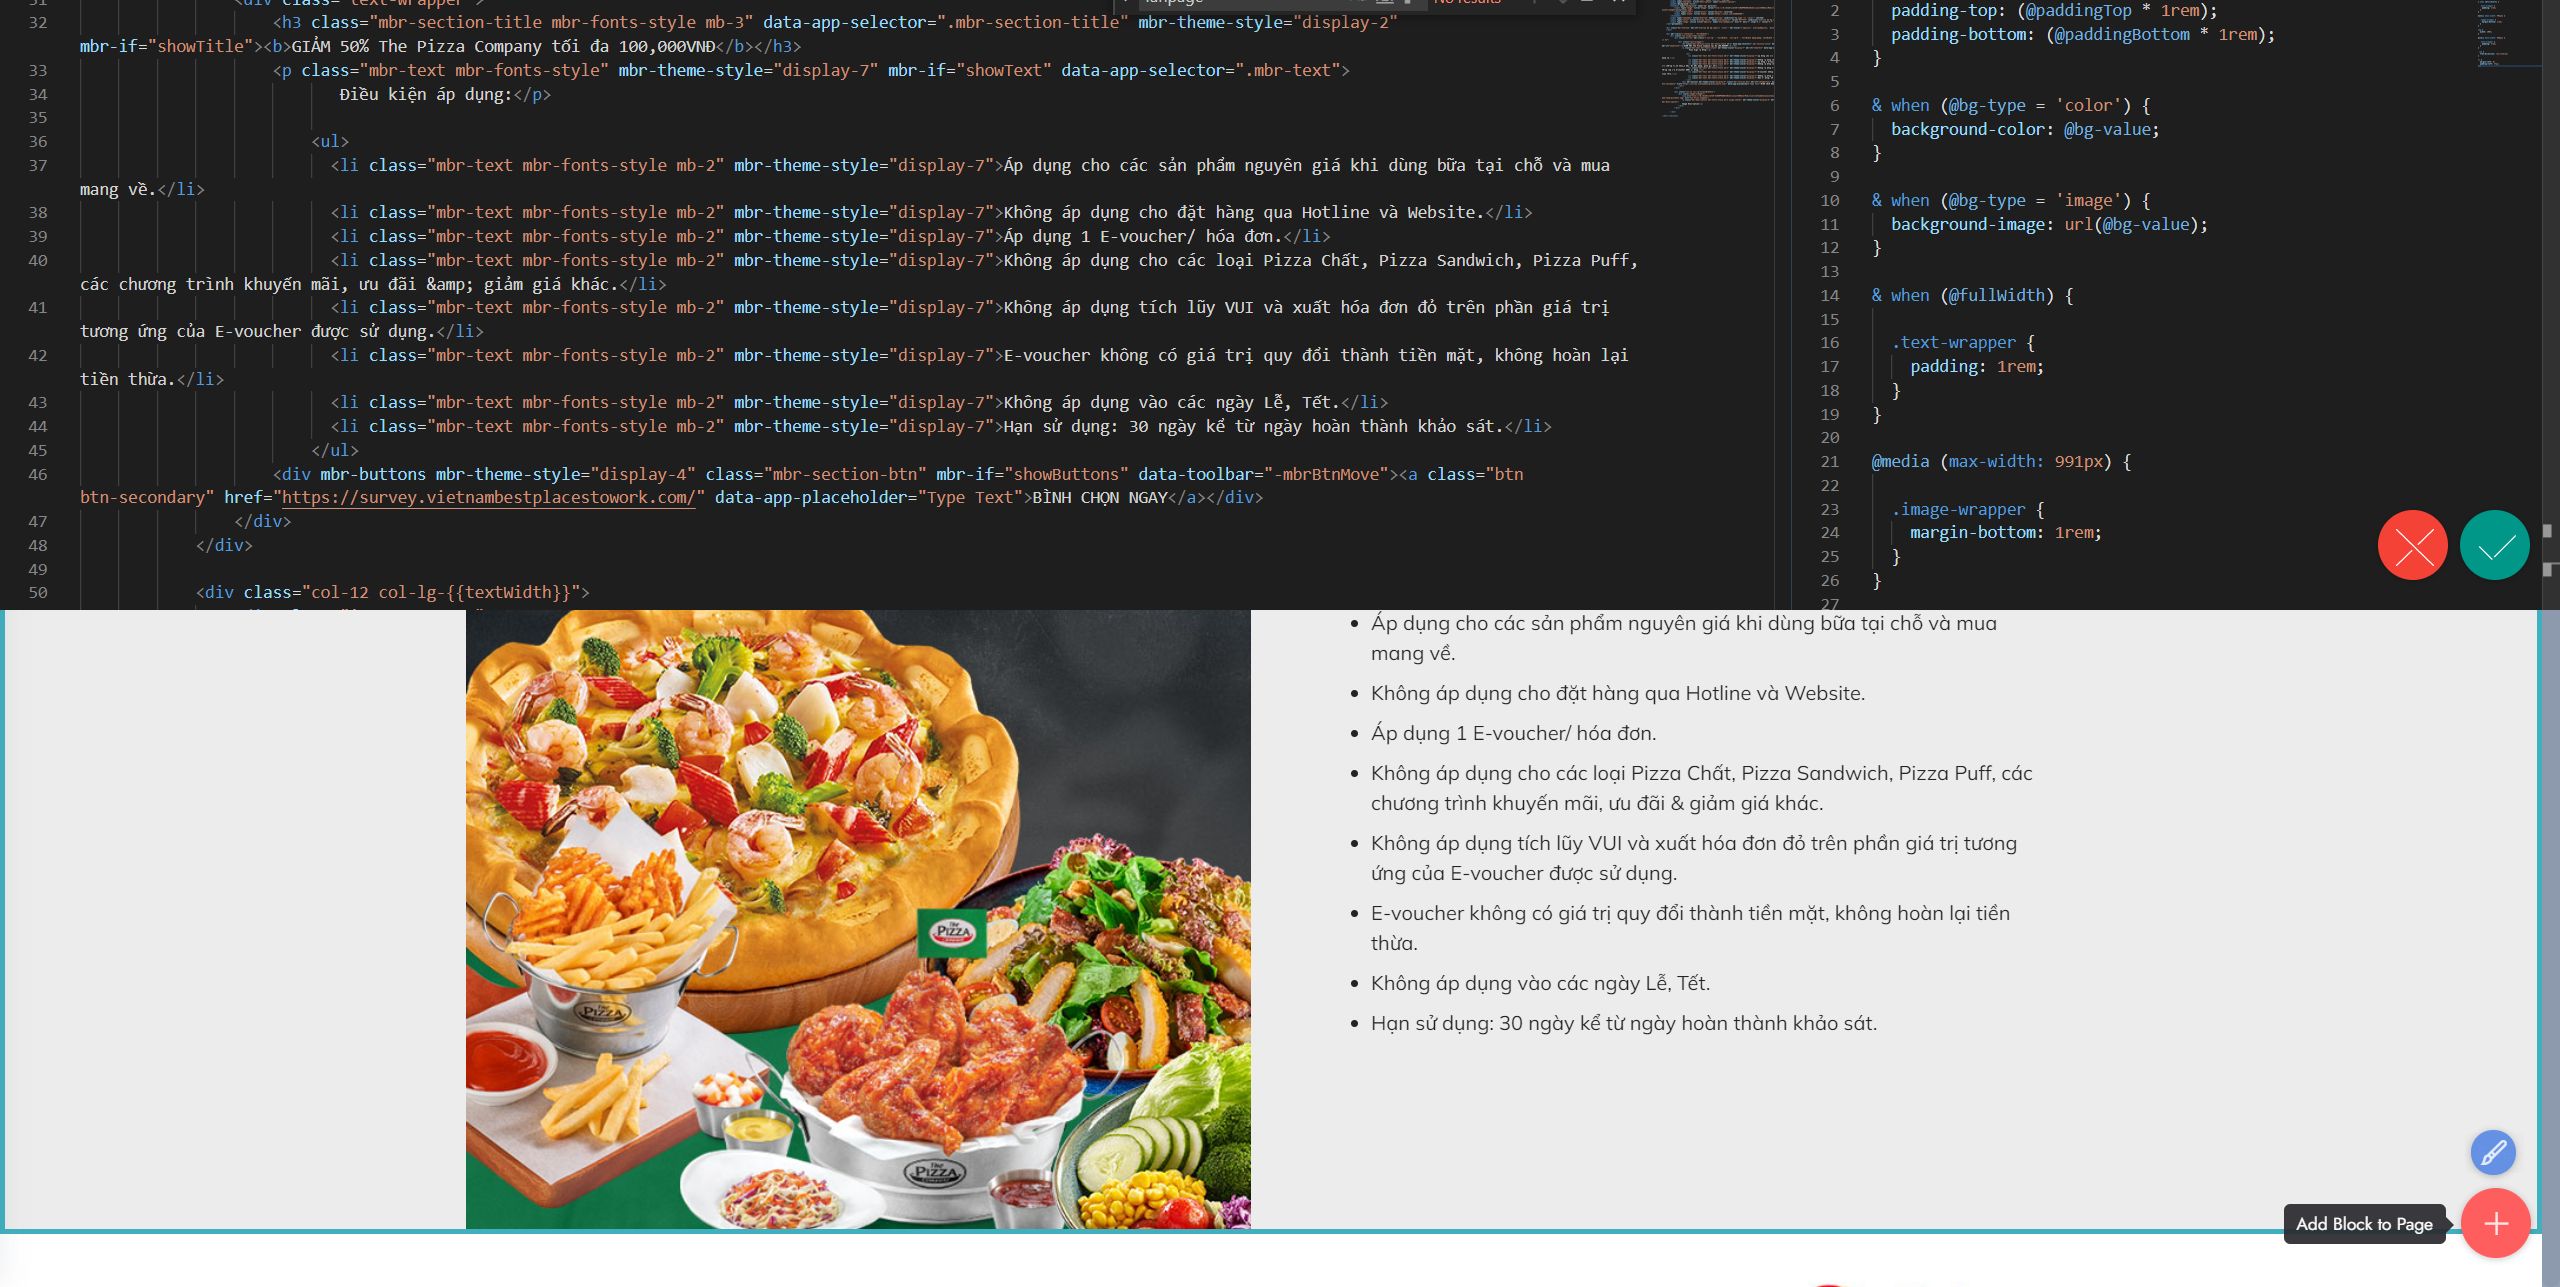 31 <div class="text-wrapper">
32 <h3 class="mbr-section-title mbr-fonts-style mb-3" data-app-selector=".mbr-section-title" mbr-theme-style="display-2"
mbr-if="showTitle"><b>GIẢM 50% The Pizza Company tối đa 100,000VNĐ</b></h3>
33 <p class="mbr-text mbr-fonts-style" mbr-theme-style="display-7" mbr-if="showText" data-app-selector=".mbr-text">
34 Điều kiện áp dụng:</p>
35
36 <ul>
37 <li class="mbr-text mbr-fonts-style mb-2" mbr-theme-style="display-7">Áp dụng cho các sản phẩm nguyên giá khi dùng bữa tại chỗ và mua
mang về.</li>
38 <li class="mbr-text mbr-fonts-style mb-2" mbr-theme-style="display-7">Không áp dụng cho đặt hàng qua Hotline và Website.</li>
39 <li class="mbr-text mbr-fonts-style mb-2" mbr-theme-style="display-7">Áp dụng 1 E-voucher/ hóa đơn.</li>
40 <li class="mbr-text mbr-fonts-style mb-2" mbr-theme-style="display-7">Không áp dụng cho các loại Pizza Chất, Pizza Sandwich, Pizza Puff,
các chương trình khuyến mãi, ưu đãi &amp; giảm giá khác.</li>
41 <li class="mbr-text mbr-fonts-style mb-2" mbr-theme-style="display-7">Không áp dụng tích lũy VUI và xuất hóa đơn đỏ trên phần giá trị
tương ứng của E-voucher được sử dụng.</li>
42 <li class="mbr-text mbr-fonts-style mb-2" mbr-theme-style="display-7">E-voucher không có giá trị quy đổi thành tiền mặt, không hoàn lại
tiền thừa.</li>
43 <li class="mbr-text mbr-fonts-style mb-2" mbr-theme-style="display-7">Không áp dụng vào các ngày Lễ, Tết.</li>
44 <li class="mbr-text mbr-fonts-style mb-2" mbr-theme-style="display-7">Hạn sử dụng: 30 ngày kể từ ngày hoàn thành khảo sát.</li>
45 </ul>
46 <div mbr-buttons mbr-theme-style="display-4" class="mbr-section-btn" mbr-if="showButtons" data-toolbar="-mbrBtnMove"><a class="btn
btn-secondary" href="https://survey.vietnambestplacestowork.com/" data-app-placeholder="Type Text">BÌNH CHỌN NGAY</a></div>
47 </div>
48 </div>
49
50 <div class="col-12 col-lg-{{textWidth}}">
fanpage
No results
2 padding-top: (@paddingTop * 1rem);
3 padding-bottom: (@paddingBottom * 1rem);
4 }
5
6 & when (@bg-type = 'color') {
7 background-color: @bg-value;
8 }
9
10 & when (@bg-type = 'image') {
11 background-image: url(@bg-value);
12 }
13
14 & when (@fullWidth) {
15
16 .text-wrapper {
17 padding: 1rem;
18 }
19 }
20
21 @media (max-width: 991px) {
22
23 .image-wrapper {
24 margin-bottom: 1rem;
25 }
26 }
27
Áp dụng cho các sản phẩm nguyên giá khi dùng bữa tại chỗ và mua
mang về.
Không áp dụng cho đặt hàng qua Hotline và Website.
Áp dụng 1 E-voucher/ hóa đơn.
Không áp dụng cho các loại Pizza Chất, Pizza Sandwich, Pizza Puff, các
chương trình khuyến mãi, ưu đãi & giảm giá khác.
Không áp dụng tích lũy VUI và xuất hóa đơn đỏ trên phần giá trị tương
ứng của E-voucher được sử dụng.
E-voucher không có giá trị quy đổi thành tiền mặt, không hoàn lại tiền
thừa.
Không áp dụng vào các ngày Lễ, Tết.
Hạn sử dụng: 30 ngày kể từ ngày hoàn thành khảo sát.
The
PIZZA
The
PIZZA
The
PIZZA
COMPANY
Add Block to Page